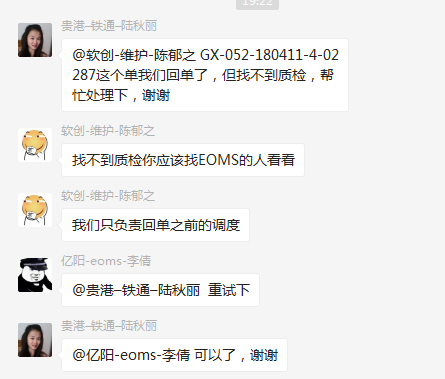 19:22
贵港–铁通–陆秋丽
@软创-维护-陈郁之 GX-052-180411-4-02
287这个单我们回单了，但找不到质检，帮
忙处理下，谢谢
软创-维护-陈郁之
找不到质检你应该找EOMS的人看看
软创-维护-陈郁之
我们只负责回单之前的调度
亿阳-eoms-李倩
@贵港–铁通–陆秋丽 重试下
贵港–铁通–陆秋丽
@亿阳-eoms-李倩 可以了，谢谢